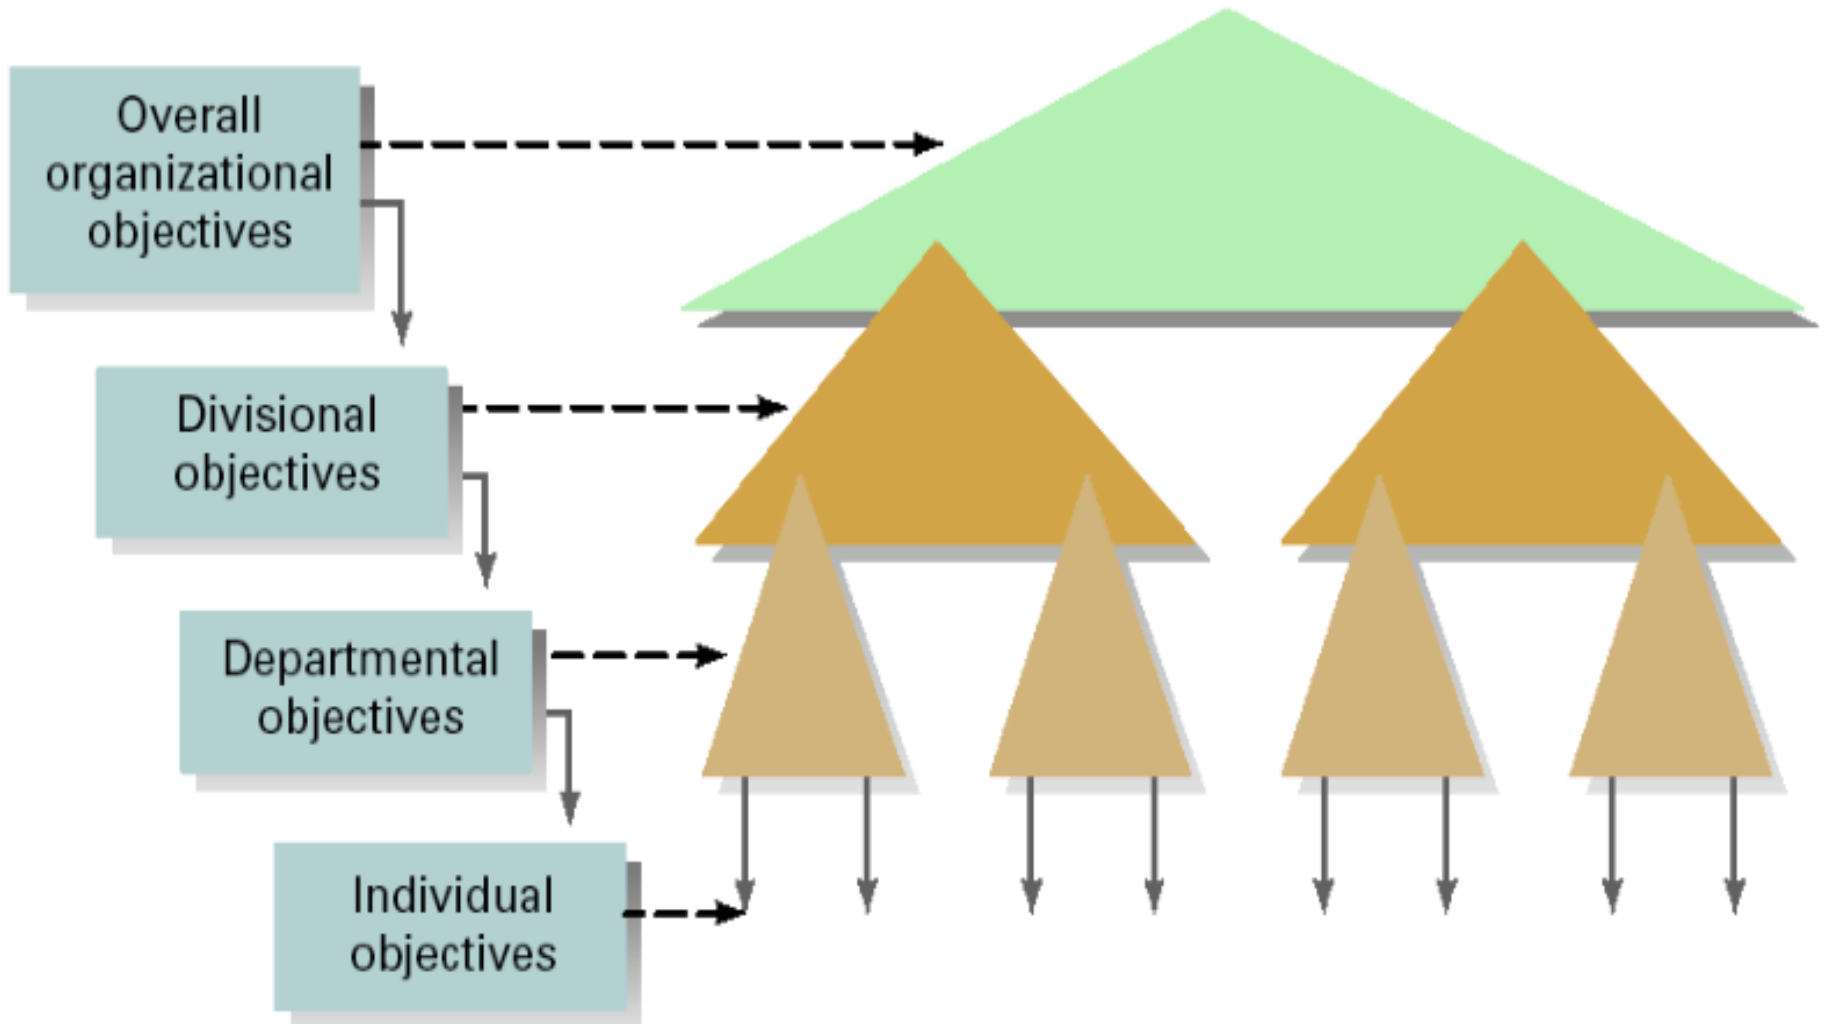 Overall
organizational
objectives
Divisional
objectives
Departmental
objectives
Individual
objectives